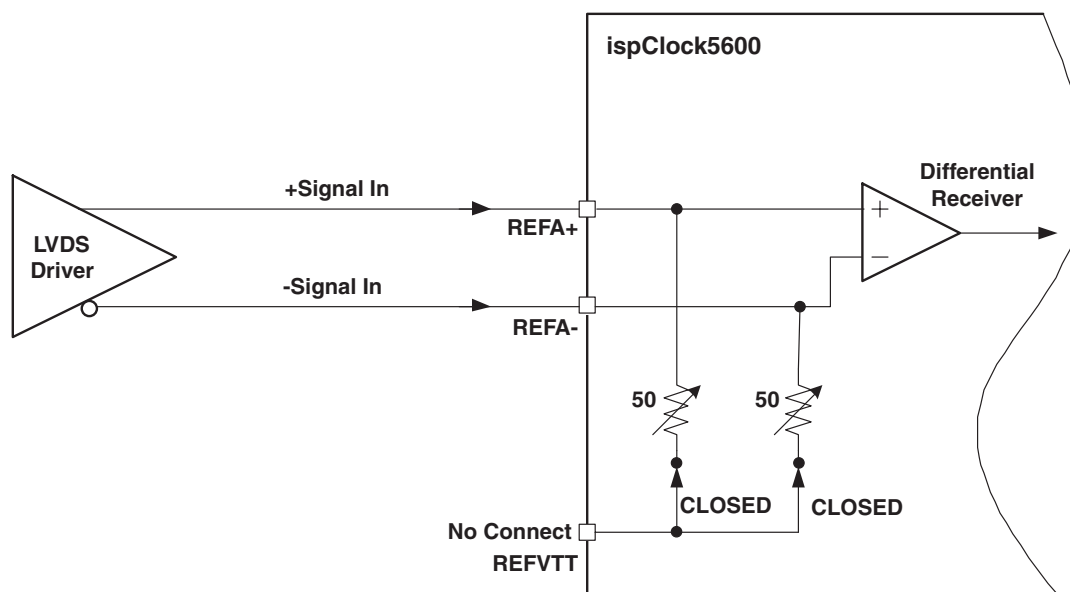 ispClock5600
Differential
Receiver
+Signal In
REFA+
+
LVDS
Driver
-Signal In
−
REFA-
50
50
CLOSED
CLOSED
No Connect
REFVTT